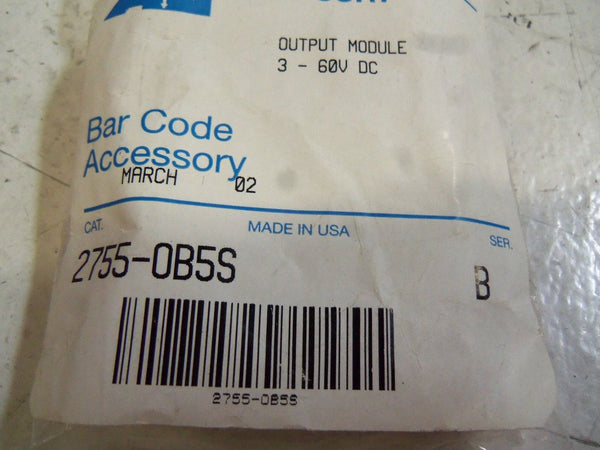 OUTPUT MODULE
3 - 60V DC
Bar Code
Accessory
MARCH 02
CAT.
MADE IN USA
SER.
2755-OB5S
B
2755-OB5S